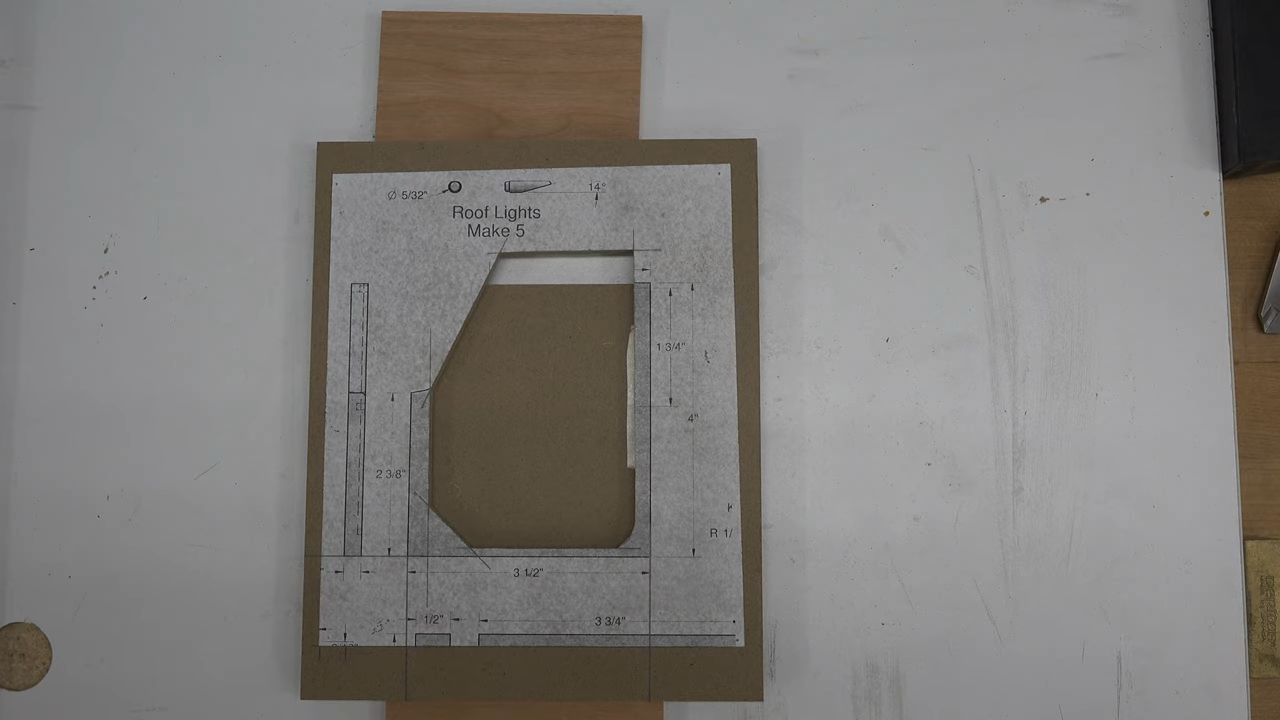 Ø 5/32"
14°
Roof Lights
Make 5
1 3/4"
4"
2 3/8"
R 1/
3 1/2"
1/2"
3 3/4"